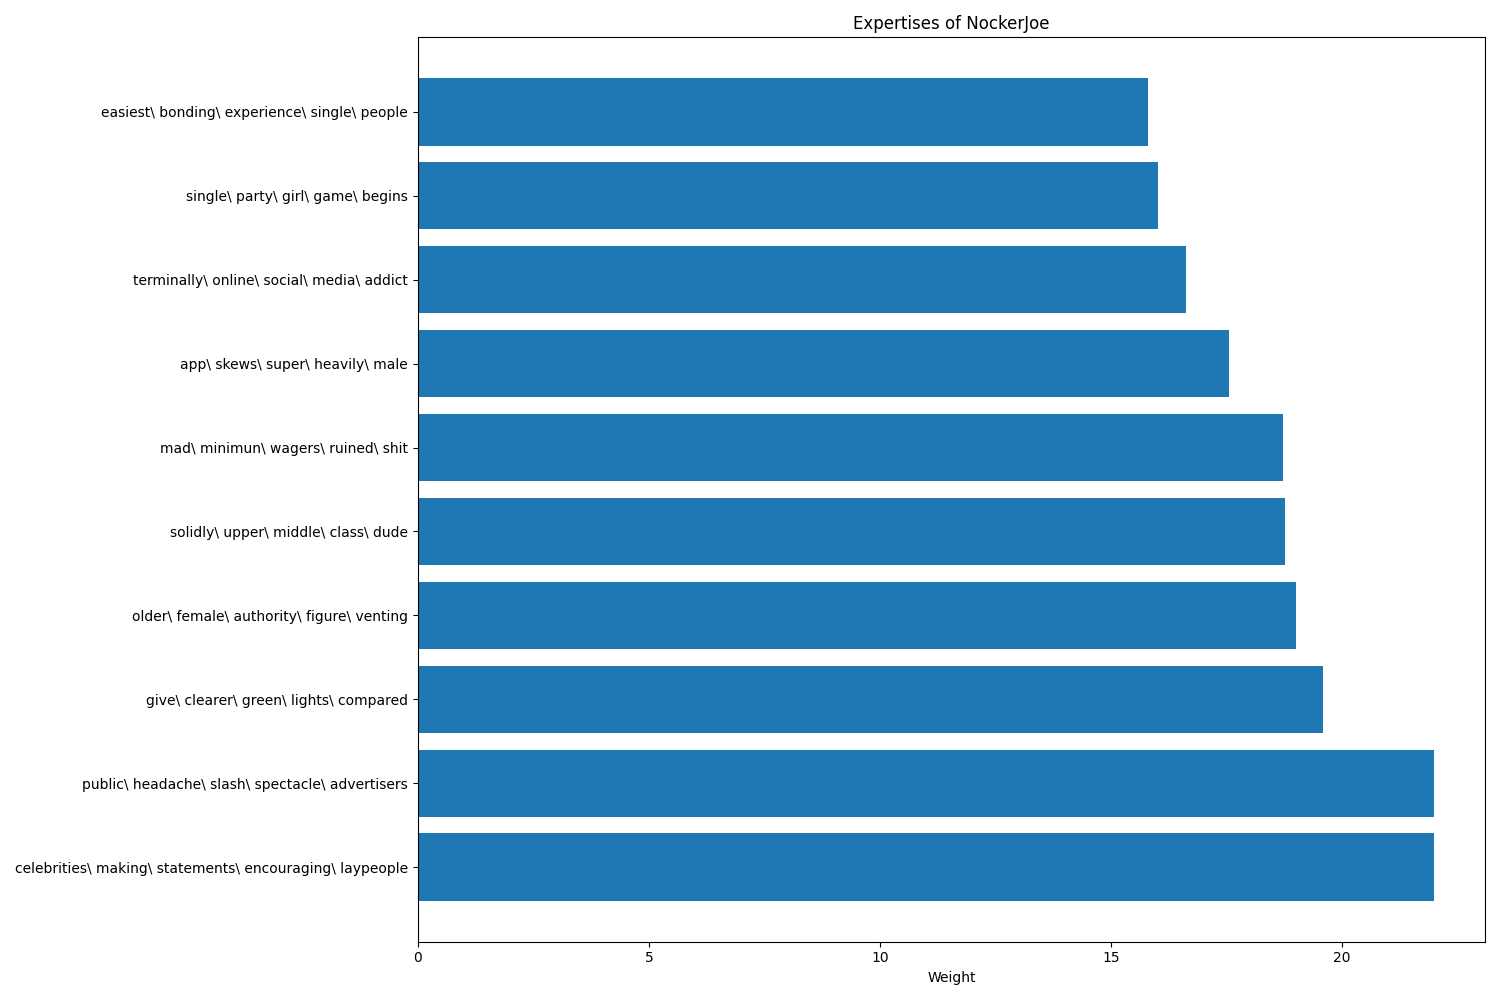 Expertises of NockerJoe
easiest\ bonding\ experience\ single\ people
single\ party\ girl\ game\ begins
terminally\ online\ social\ media\ addict
app\ skews\ super\ heavily\ male
mad\ minimun\ wagers\ ruined\ shit
solidly\ upper\ middle\ class\ dude
older\ female\ authority\ figure\ venting
give\ clearer\ green\ lights\ compared
public\ headache\ slash\ spectacle\ advertisers
celebrities\ making\ statements\ encouraging\ laypeople
0 5 10 15 20
Weight